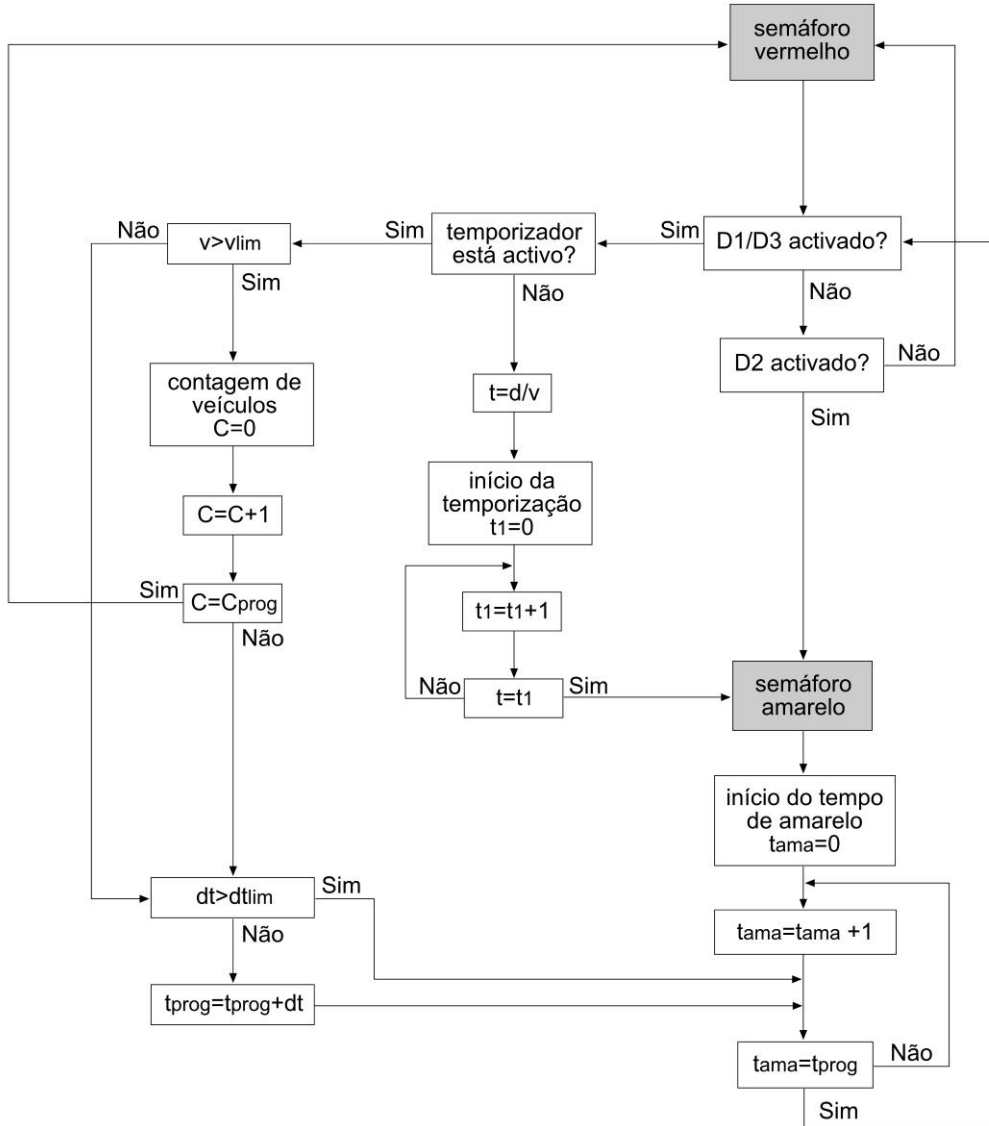 semáforo
vermelho
Não
v>vlim
Sim
Sim
temporizador
está activo?
Não
Sim
D1/D3 activado?
Não
D2 activado?
Não
Sim
contagem de
veículos
C=0
t=d/v
C=C+1
início da
temporização
t1=0
Sim
C=Cprog
Não
t1=t1+1
Não
t=t1
Sim
semáforo
amarelo
início do tempo
de amarelo
tama=0
dt>dtlim
Sim
Não
tama=tama +1
tprog=tprog+dt
tama=tprog
Não
Sim